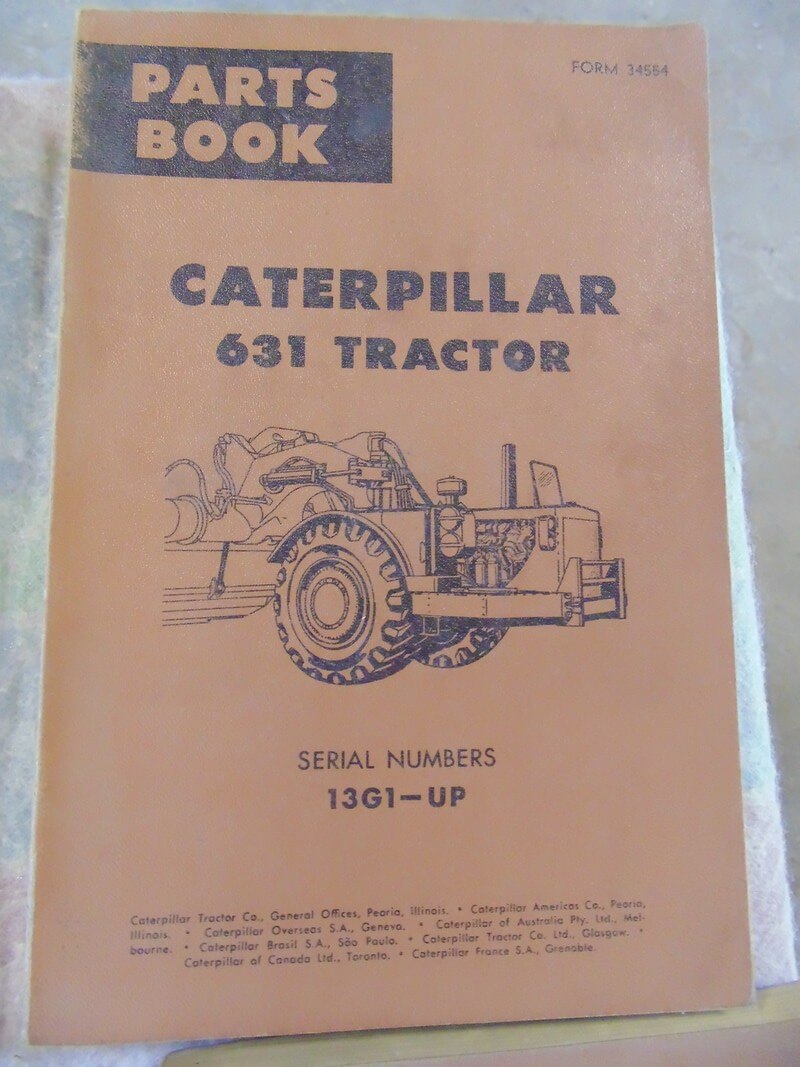 PARTS
BOOK
FORM 34554
CATERPILLAR
631 TRACTOR
SERIAL NUMBERS
13G1—UP
Caterpillar Tractor Co., General Offices, Peoria, Illinois. • Caterpillar Americas Co., Peoria,
Illinois. • Caterpillar Overseas S.A., Geneva. • Caterpillar of Australia Pty. Ltd., Mel-
bourne. • Caterpillar Brasil S.A., São Paulo. • Caterpillar Tractor Co. Ltd., Glasgow. •
Caterpillar of Canada Ltd., Toronto. • Caterpillar France S.A., Grenoble.